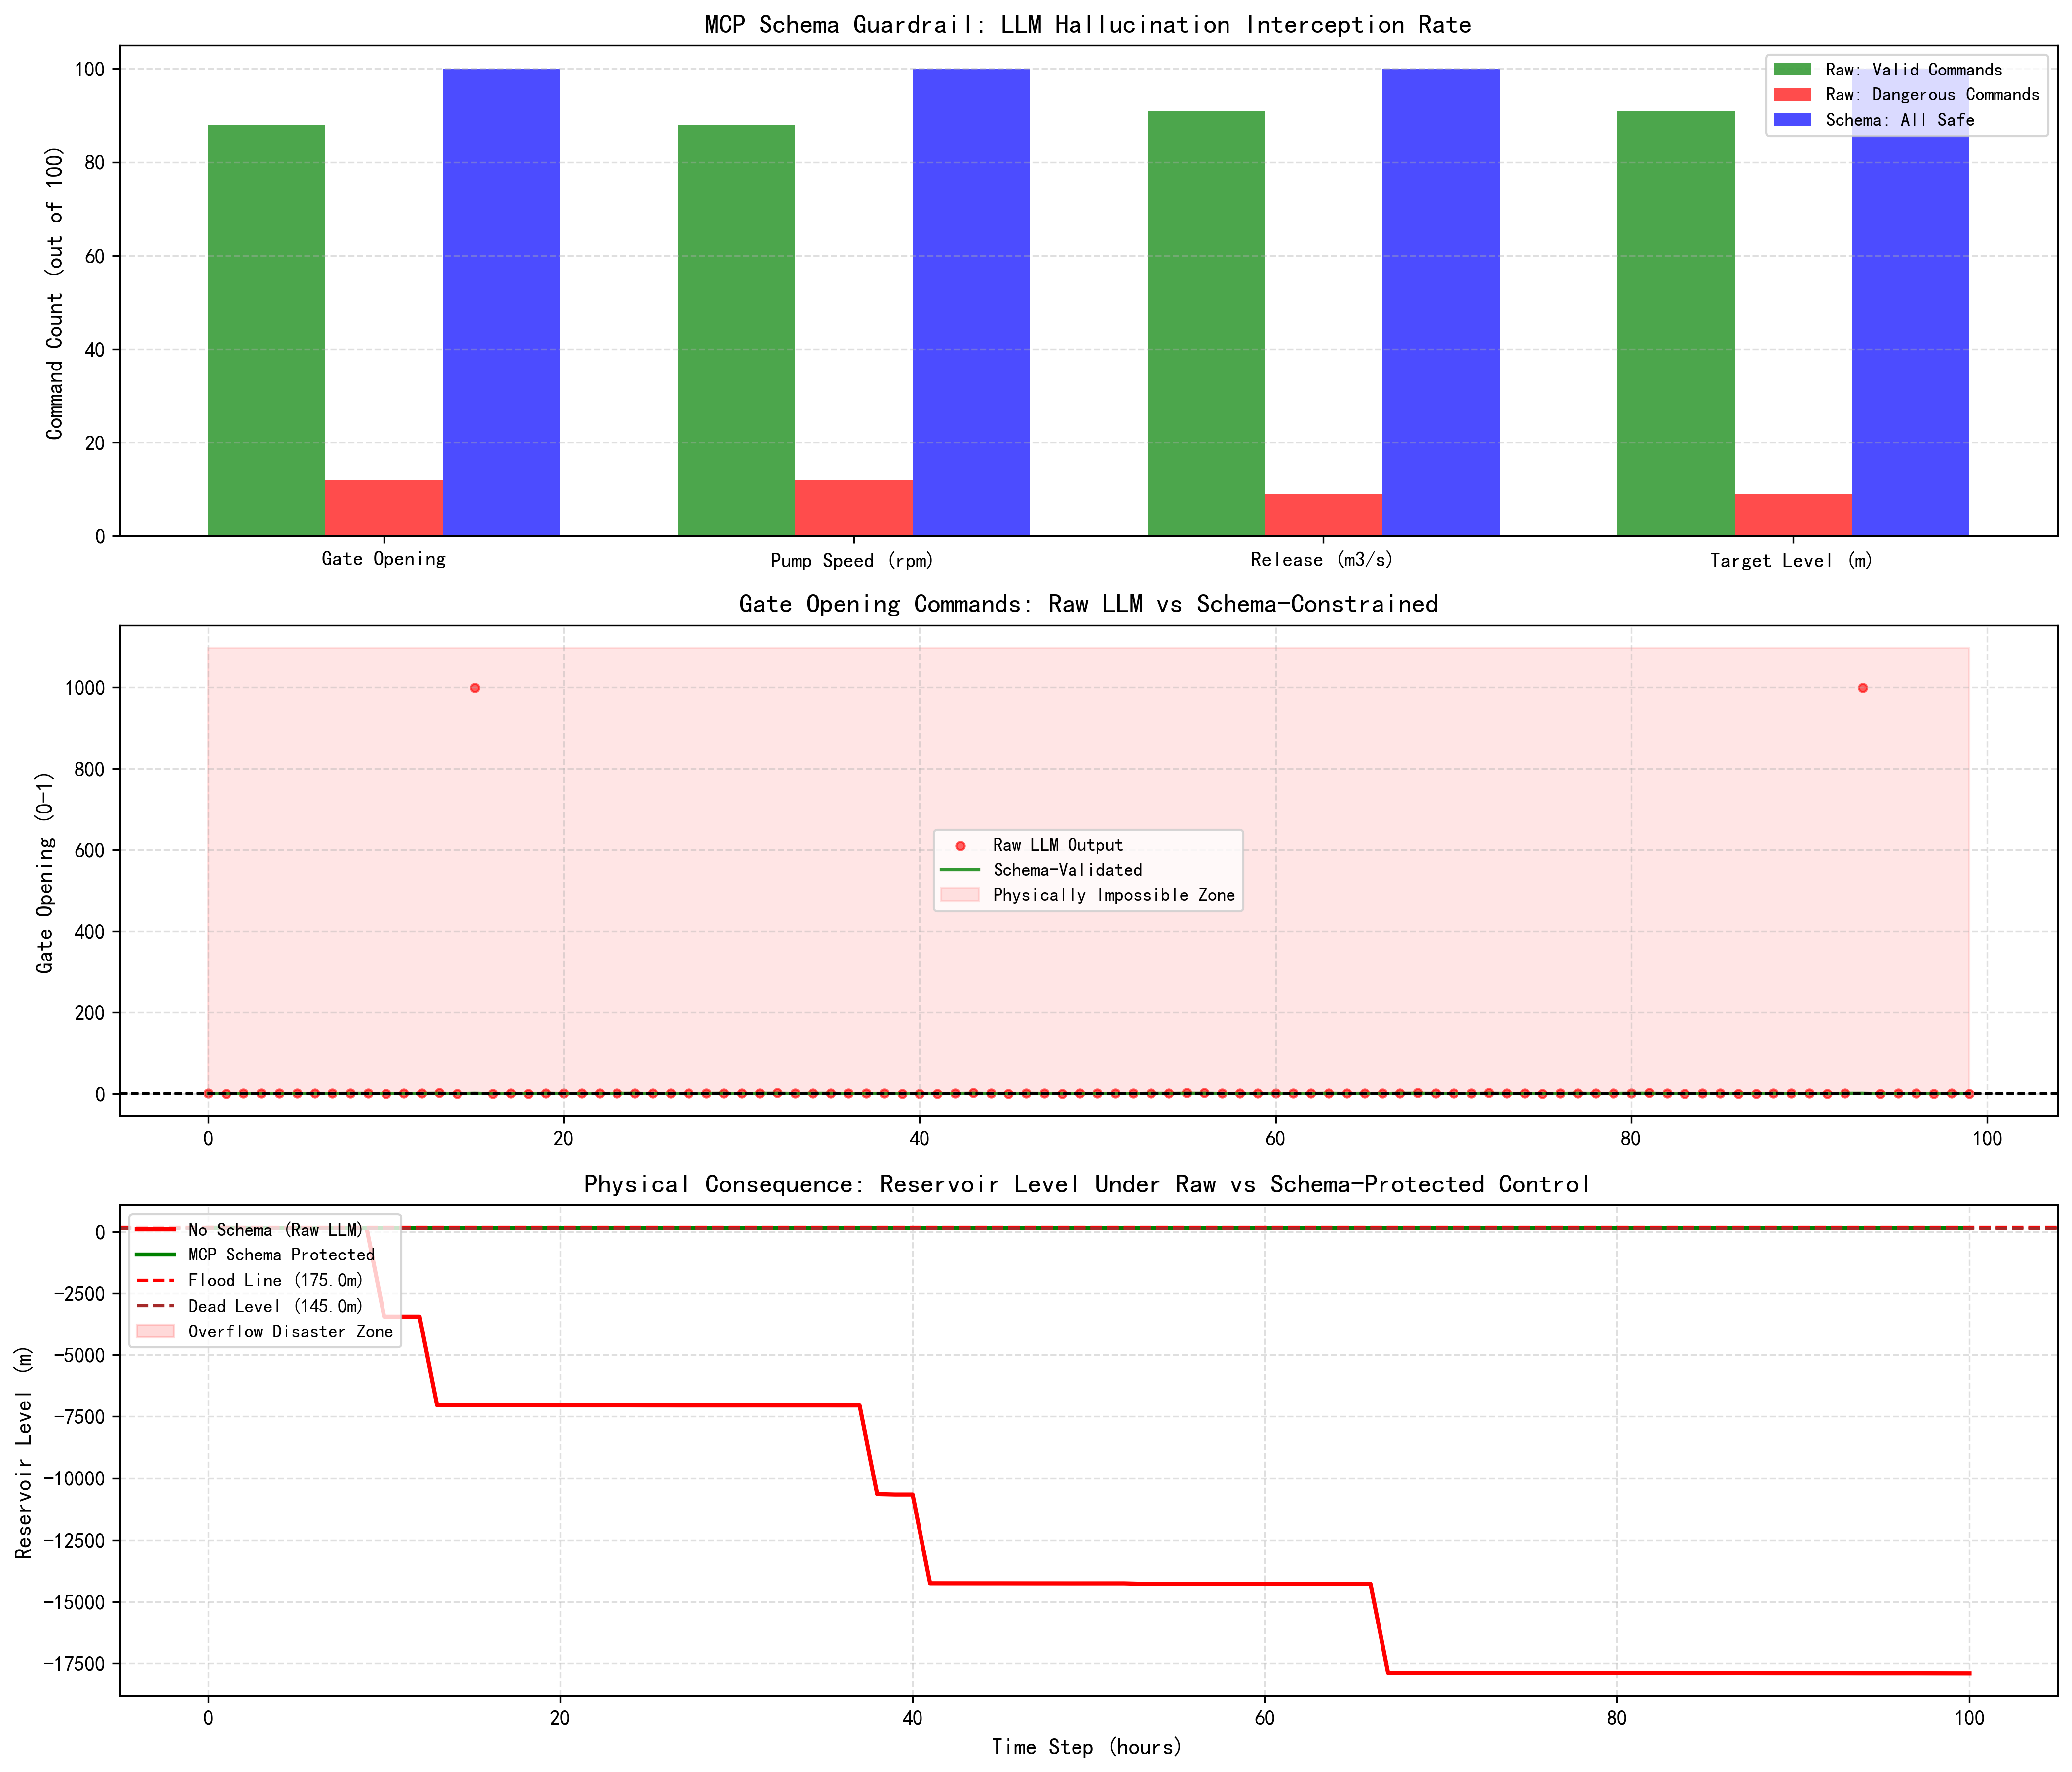 MCP Schema Guardrail: LLM Hallucination Interception Rate
Command Count (out of 100)
100
80
60
40
20
0
Raw: Valid Commands
Raw: Dangerous Commands
Schema: All Safe
Gate Opening
Pump Speed (rpm)
Release (m3/s)
Target Level (m)
Gate Opening Commands: Raw LLM vs Schema-Constrained
Gate Opening (0-1)
1000
800
600
400
200
0
Raw LLM Output
Schema-Validated
Physically Impossible Zone
0
20
40
60
80
100
Physical Consequence: Reservoir Level Under Raw vs Schema-Protected Control
Reservoir Level (m)
0
-2500
-5000
-7500
-10000
-12500
-15000
-17500
No Schema (Raw LLM)
MCP Schema Protected
Flood Line (175.0m)
Dead Level (145.0m)
Overflow Disaster Zone
0
20
40
60
80
100
Time Step (hours)